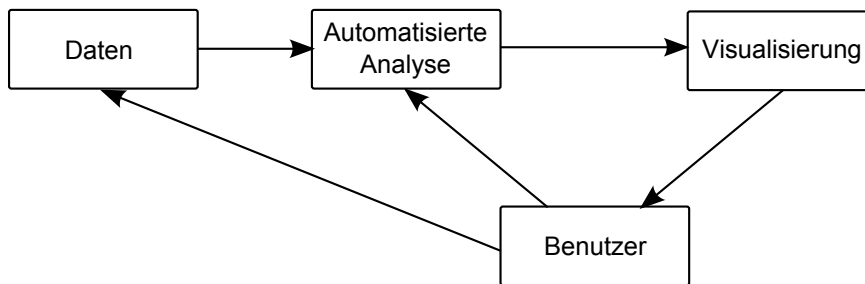 Daten
Automatisierte
Analyse
Visualisierung
Benutzer